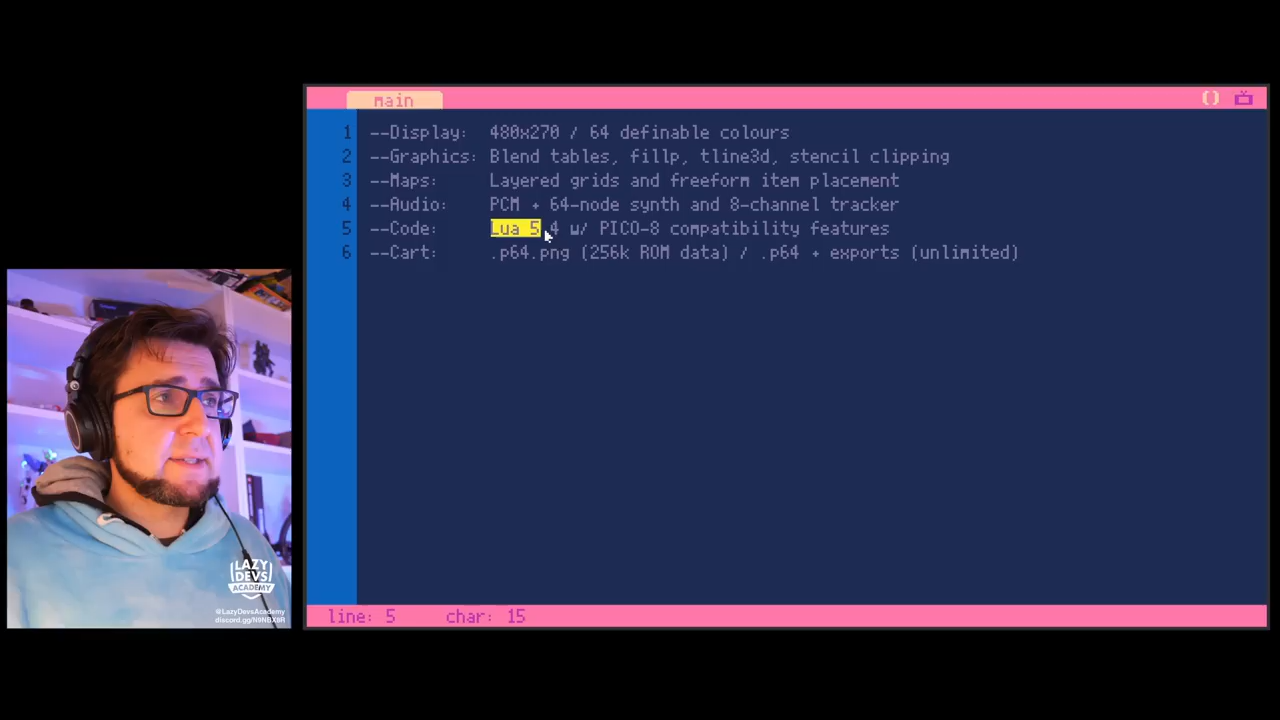 main
1 --Display: 480x270 / 64 definable colours
2 --Graphics: Blend tables, fillp, tline3d, stencil clipping
3 --Maps: Layered grids and freeform item placement
4 --Audio: PCM + 64-node synth and 8-channel tracker
5 --Code: Lua 5.4 w/ PICO-8 compatibility features
6 --Cart: .p64.png (256k ROM data) / .p64 + exports (unlimited)
line: 5 char: 15
LAZY
DEVS
ACADEMY
@LazyDevsAcademy
discord.gg/N9NBX8R